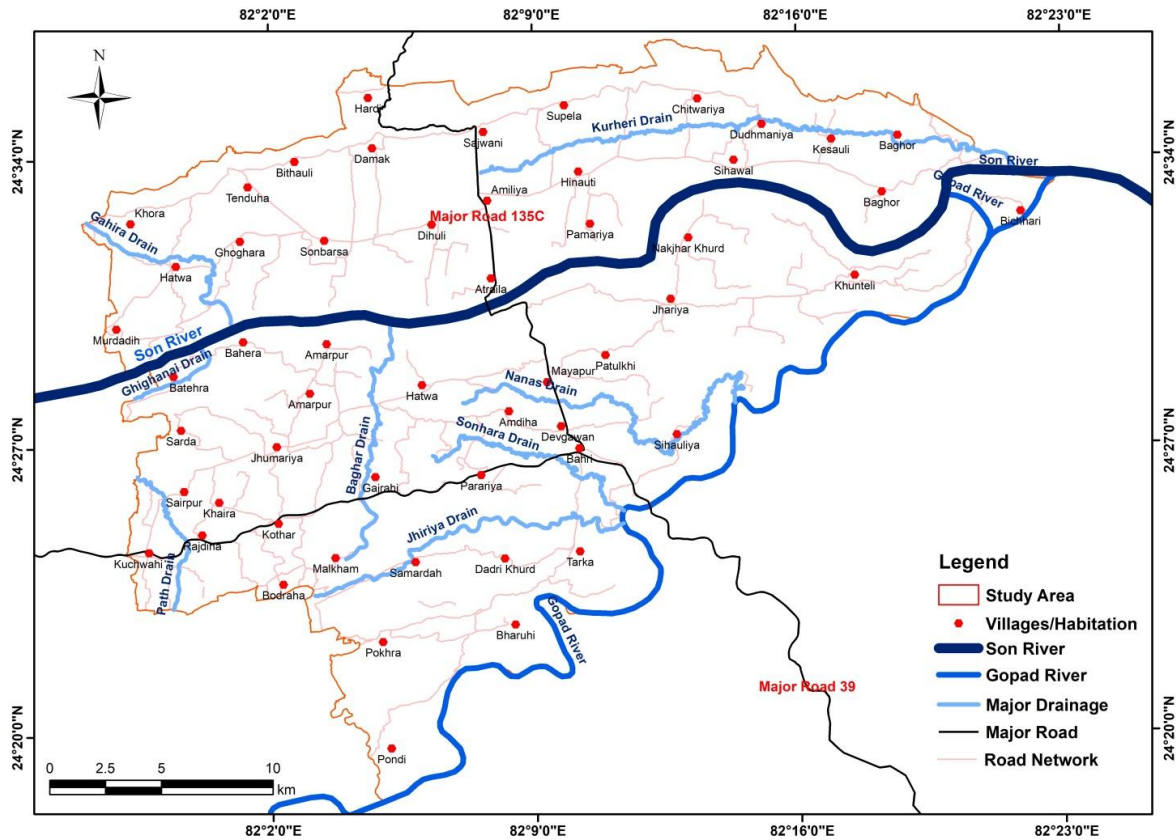 82°2'0"E
82°9'0"E
82°16'0"E
82°23'0"E
N
Hardi
Supela
Chitwariya
Kurheri Drain
Dudhmaniya
Sajwani
Kesauli
Baghor
24°34'0"N
24°34'0"N
Damak
Bithauli
Hinauti
Sihawal
Son River
Gopad River
Tenduha
Amiliya
Baghor
Major Road 135C
Bichhari
Khora
Gahira Drain
Dihuli
Pamariya
Nakjhar Khurd
Ghoghara
Sonbarsa
Hatwa
Atraila
Khunteli
Jhariya
Murdadih
Son River
Bahera
Amarpur
Ghighanai Drain
Patulkhi
Batehra
Mayapur
Hatwa
Nanas Drain
Amarpur
Amdiha
Sonhara Drain
Devgawan
Sarda
Sihauliya
24°27'0"N
24°27'0"N
Jhumariya
Baghar Drain
Bahri
Gajrahi
Parariya
Sairpur
Khaira
Kothar
Jhiriya Drain
Rajdiha
Kuchwahi
Path Drain
Malkham
Samardah
Dadri Khurd
Tarka
Bodraha
Gopad River
Bharuhi
Pokhra
Major Road 39
24°20'0"N
24°20'0"N
Pondi
Legend
Study Area
Villages/Habitation
Son River
Gopad River
Major Drainage
Major Road
Road Network
0 2.5 5 10
km
82°2'0"E
82°9'0"E
82°16'0"E
82°23'0"E